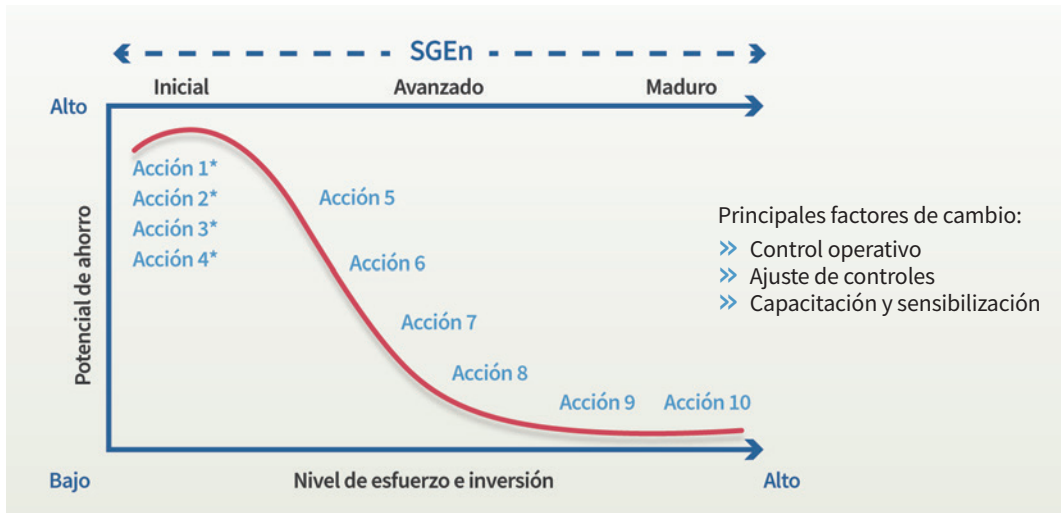 SGEn
Inicial
Avanzado
Maduro
Alto
Potencial de ahorro
Acción 1*
Acción 2*
Acción 3*
Acción 4*
Acción 5
Acción 6
Acción 7
Acción 8
Acción 9
Acción 10
Principales factores de cambio:
» Control operativo
» Ajuste de controles
» Capacitación y sensibilización
Bajo
Nivel de esfuerzo e inversión
Alto